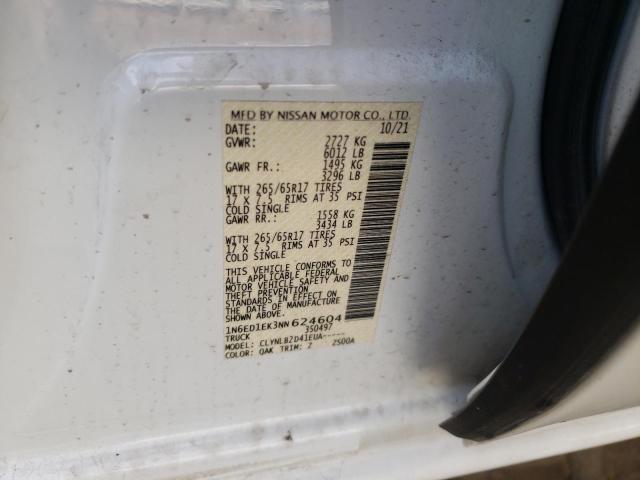 MFD BY NISSAN MOTOR CO., LTD.
DATE: 10/21
GVWR: 2727 KG
6012 LB
GAWR FR.: 1495 KG
3296 LB
WITH 265/65R17 TIRES
17 X 7.5 RIMS AT 35 PSI
COLD SINGLE
GAWR RR.: 1558 KG
3434 LB
WITH 265/65R17 TIRES
17 X 7.5 RIMS AT 35 PSI
COLD SINGLE
THIS VEHICLE CONFORMS TO
ALL APPLICABLE FEDERAL
MOTOR VEHICLE SAFETY AND
THEFT PREVENTION
STANDARDS IN EFFECT ON
THE DATE OF MANUFACTURE
SHOWN ABOVE.
1N6ED1EK3NN624604
TRUCK 350497
MODEL: CLYNLB2D41EUA-----
COLOR: QAK TRIM: Z 2500A